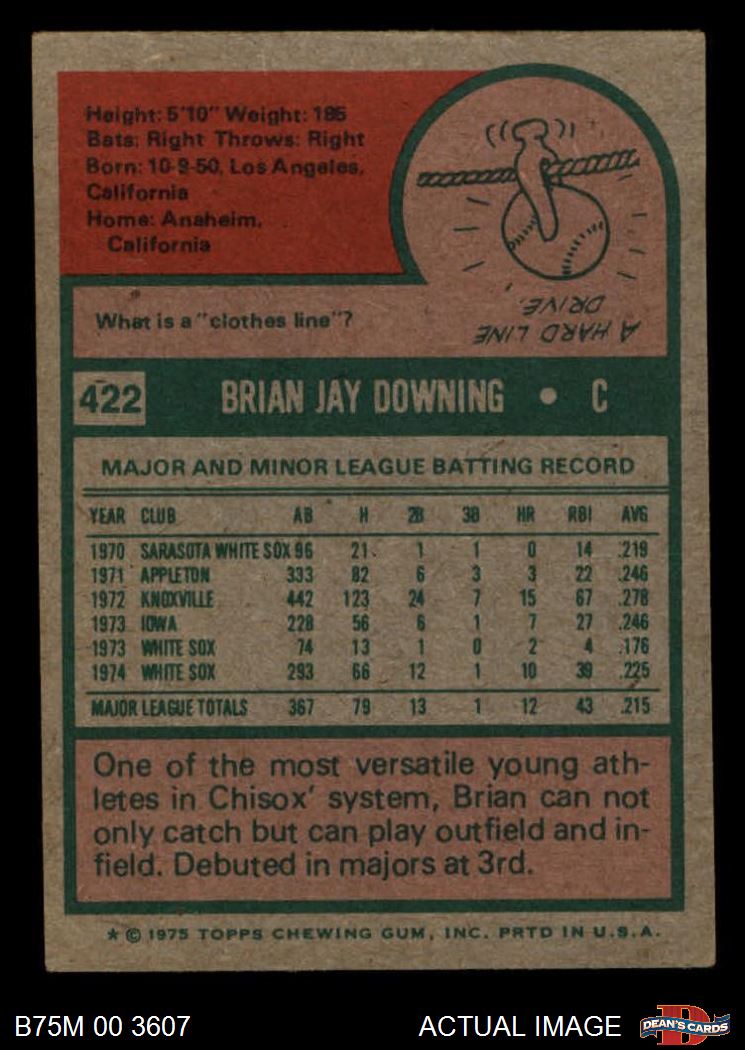 Height: 5'10" Weight: 185
Bats: Right Throws: Right
Born: 10-9-50, Los Angeles,
California
Home: Anaheim,
California
What is a "clothes line"?
A HARD LINE
DRIVE.
422 BRIAN JAY DOWNING • C
MAJOR AND MINOR LEAGUE BATTING RECORD
YEAR CLUB AB H 2B 3B HR RBI AVG
1970 SARASOTA WHITE SOX 96 21 1 1 0 14 .219
1971 APPLETON 333 82 6 3 3 22 .246
1972 KNOXVILLE 442 123 24 7 15 67 .278
1973 IOWA 228 56 6 1 7 27 .246
1973 WHITE SOX 74 13 1 0 2 4 .176
1974 WHITE SOX 293 66 12 1 10 39 .225
MAJOR LEAGUE TOTALS 367 79 13 1 12 43 .215
One of the most versatile young ath-
letes in Chisox' system, Brian can not
only catch but can play outfield and in-
field. Debuted in majors at 3rd.
* © 1975 TOPPS CHEWING GUM, INC. PRTD IN U.S.A.
B75M 00 3607 ACTUAL IMAGE DEAN'S CARDS